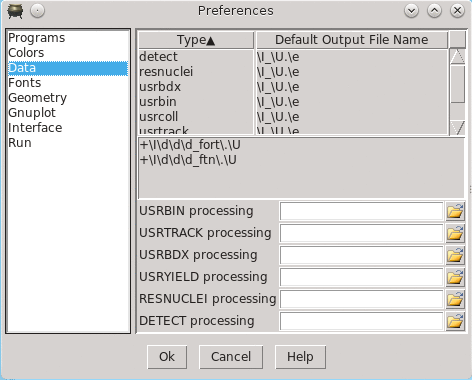 Preferences
Programs
Colors
Data
Fonts
Geometry
Gnuplot
Interface
Run
Type▲ Default Output File Name
detect \I_\U.\e
resnuclei \I_\U.\e
usrbdx \I_\U.\e
usrbin \I_\U.\e
usrcoll \I_\U.\e
usrtrack \I_\U.\e
+\I\d\d\d_fort\.\U
+\I\d\d\d_ftn\.\U
USRBIN processing
USRTRACK processing
USRBDX processing
USRYIELD processing
RESNUCLEI processing
DETECT processing
Ok Cancel Help